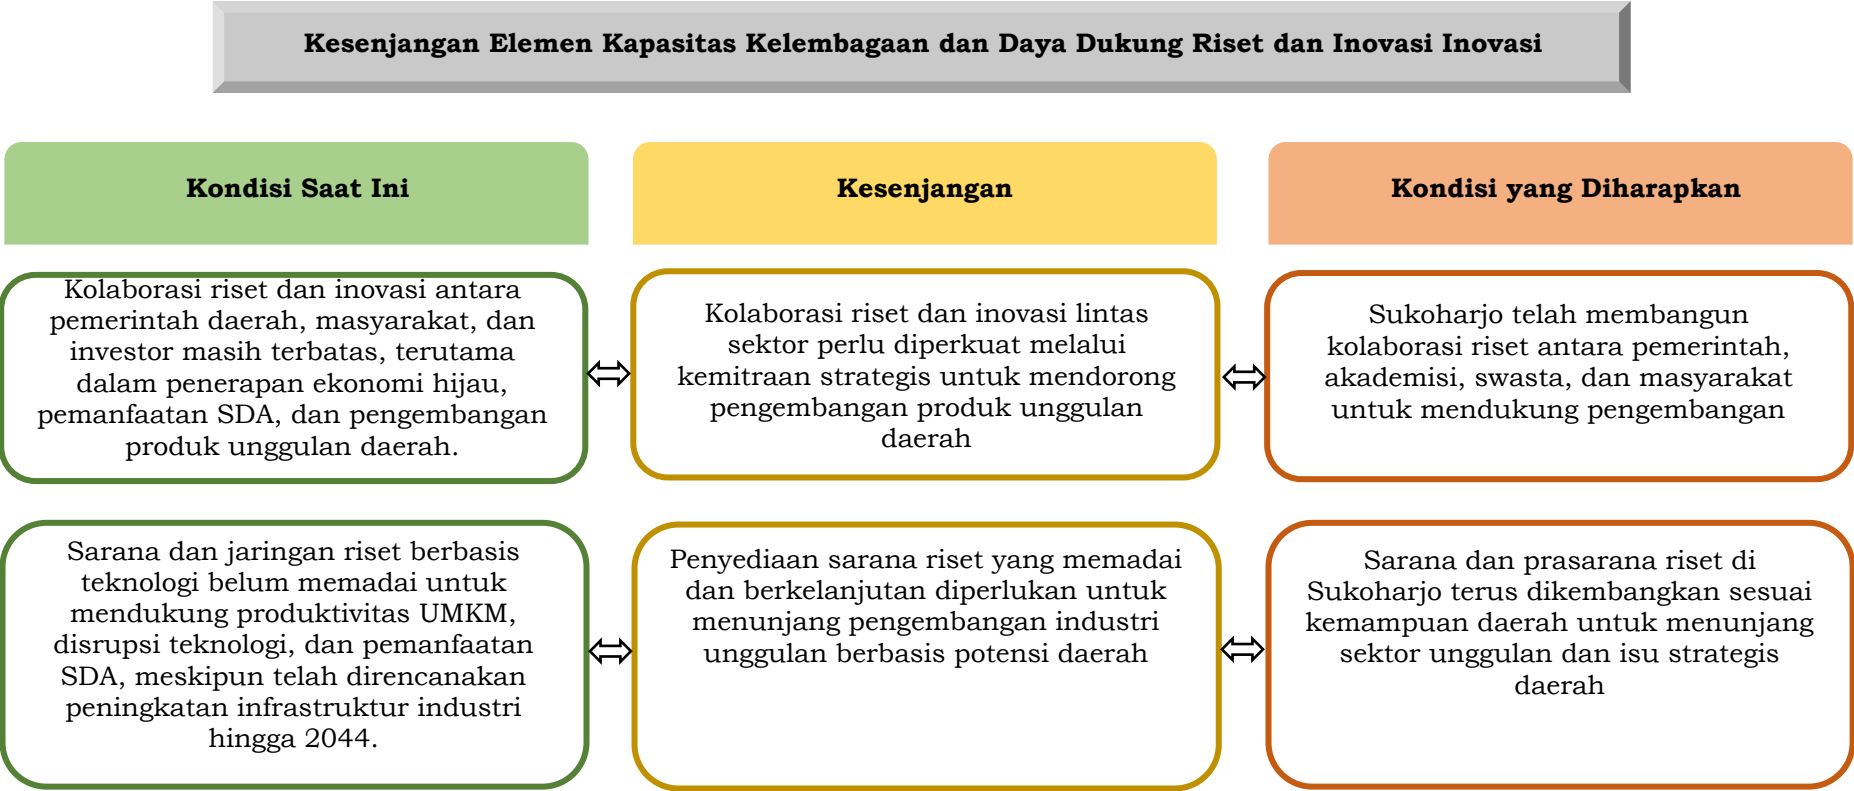 Kesenjangan Elemen Kapasitas Kelembagaan dan Daya Dukung Riset dan Inovasi Inovasi
Kondisi Saat Ini
Kesenjangan
Kondisi yang Diharapkan
Kolaborasi riset dan inovasi antara
pemerintah daerah, masyarakat, dan
investor masih terbatas, terutama
dalam penerapan ekonomi hijau,
pemanfaatan SDA, dan pengembangan
produk unggulan daerah.
Kolaborasi riset dan inovasi lintas
sektor perlu diperkuat melalui
kemitraan strategis untuk mendorong
pengembangan produk unggulan
daerah
Sukoharjo telah membangun
kolaborasi riset antara pemerintah,
akademisi, swasta, dan masyarakat
untuk mendukung pengembangan
Sarana dan jaringan riset berbasis
teknologi belum memadai untuk
mendukung produktivitas UMKM,
disrupsi teknologi, dan pemanfaatan
SDA, meskipun telah direncanakan
peningkatan infrastruktur industri
hingga 2044.
Penyediaan sarana riset yang memadai
dan berkelanjutan diperlukan untuk
menunjang pengembangan industri
unggulan berbasis potensi daerah
Sarana dan prasarana riset di
Sukoharjo terus dikembangkan sesuai
kemampuan daerah untuk menunjang
sektor unggulan dan isu strategis
daerah